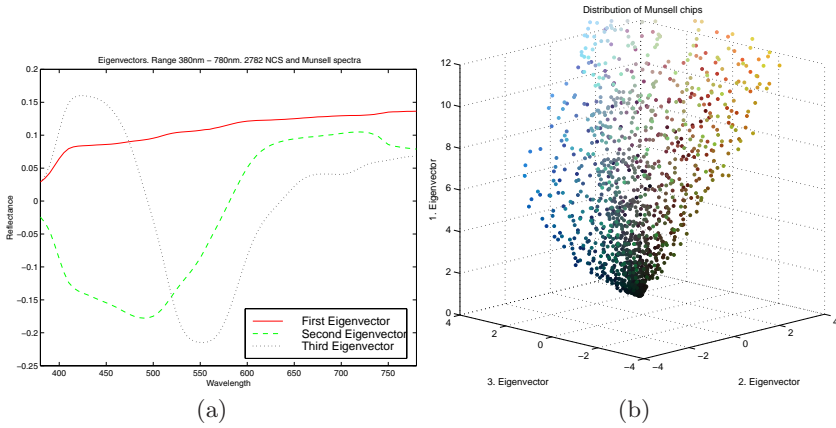 Eigenvectors. Range 380nm – 780nm. 2782 NCS and Munsell spectra
0.2
0.15
0.1
0.05
0
−0.05
−0.1
−0.15
−0.2
−0.25
Reflectance
400
450
500
550
600
650
700
750
Wavelength
First Eigenvector
Second Eigenvector
Third Eigenvector
(a)
Distribution of Munsell chips
12
10
8
6
4
2
0
1. Eigenvector
4
2
0
−2
−4
3. Eigenvector
−4
−2
0
2
4
2. Eigenvector
(b)